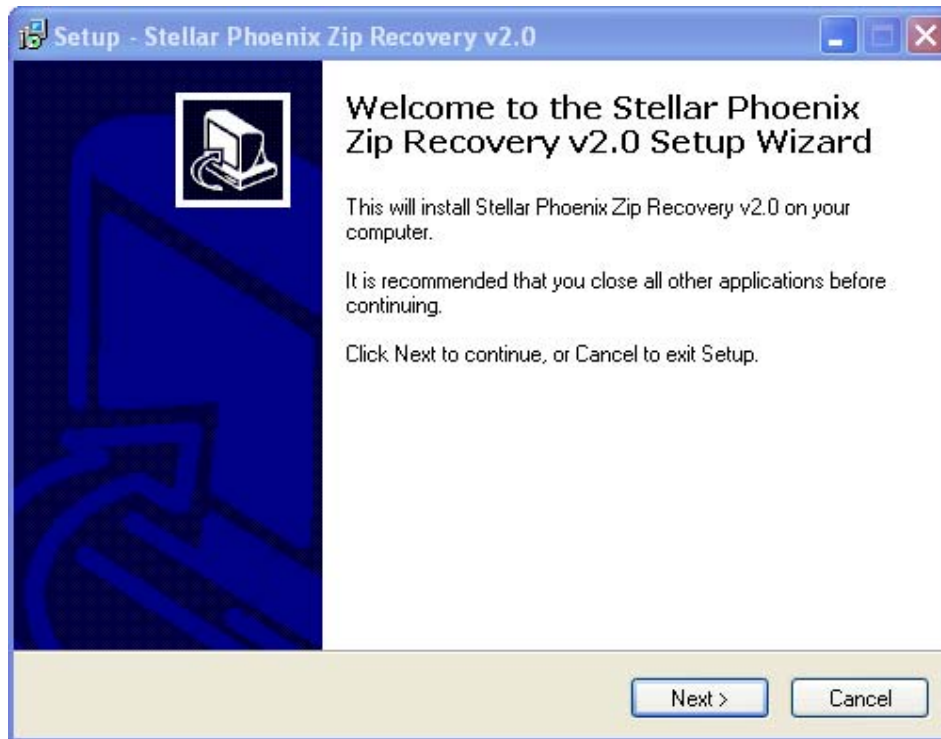 Setup - Stellar Phoenix Zip Recovery v2.0
Welcome to the Stellar Phoenix
Zip Recovery v2.0 Setup Wizard
This will install Stellar Phoenix Zip Recovery v2.0 on your
computer.
It is recommended that you close all other applications before
continuing.
Click Next to continue, or Cancel to exit Setup.
Next >
Cancel